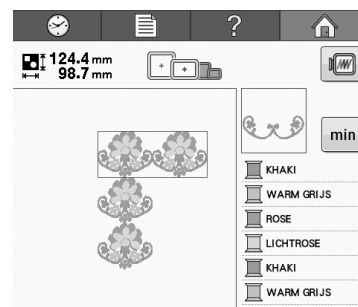 ?
124.4 mm
98.7 mm
min
KHAKI
WARM GRIJS
ROSE
LICHTROSE
KHAKI
WARM GRIJS